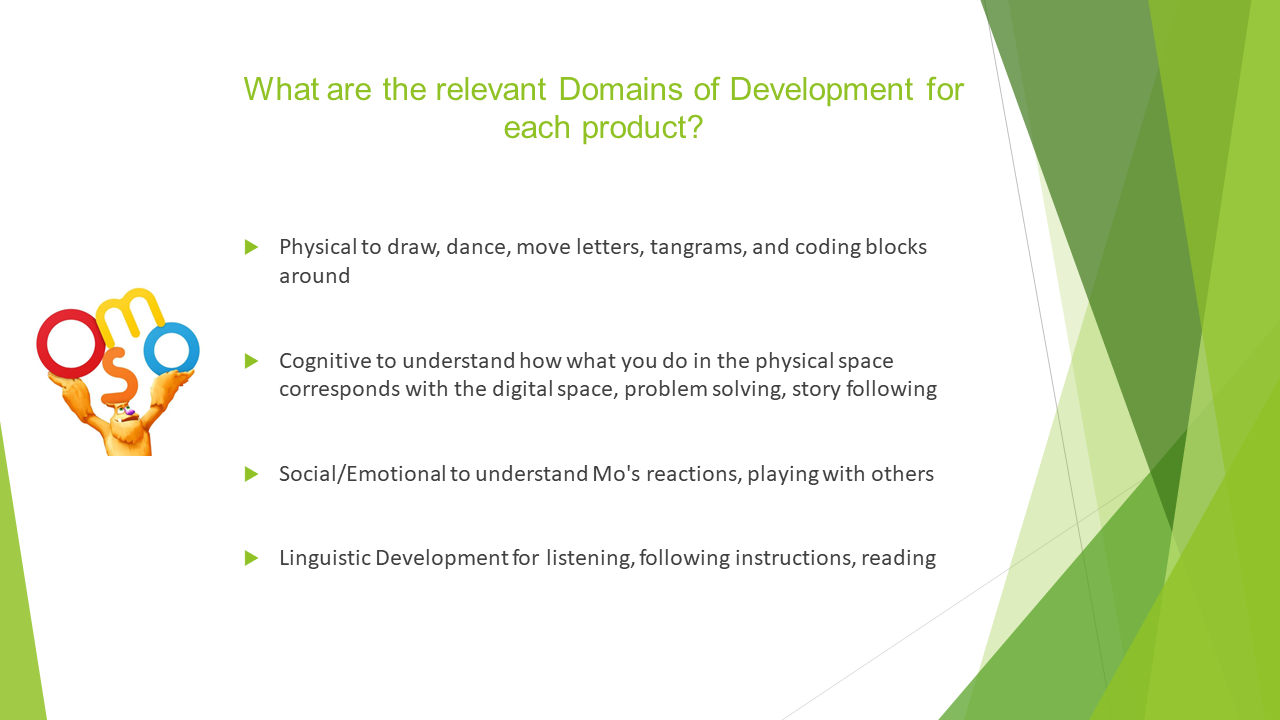 What are the relevant Domains of Development for
each product?
Physical to draw, dance, move letters, tangrams, and coding blocks
around
osmo
Cognitive to understand how what you do in the physical space
corresponds with the digital space, problem solving, story following
Social/Emotional to understand Mo's reactions, playing with others
Linguistic Development for listening, following instructions, reading